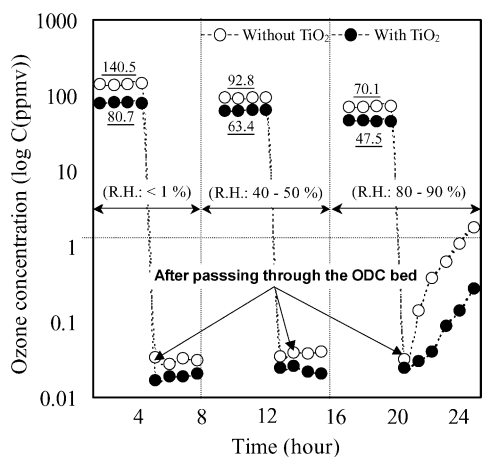 1000
Without TiO2
With TiO2
140.5
92.8
70.1
100
80.7
63.4
47.5
10
(R.H.: < 1 %)
(R.H.: 40 - 50 %)
(R.H.: 80 - 90 %)
1
After passsing through the ODC bed
0.1
0.01
4
8
12
16
20
24
Time (hour)
Ozone concentration (log C(ppmv))